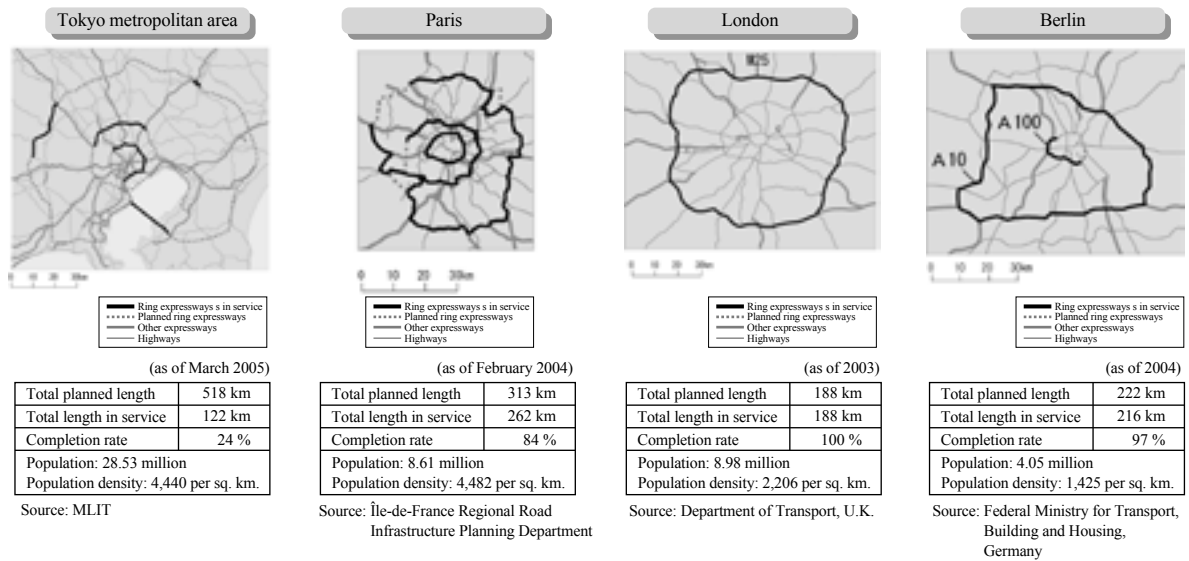 Tokyo metropolitan area
0 10 20 30km
Ring expressways s in service
Planned ring expressways
Other expressways
Highways
(as of March 2005)
Total planned length 518 km
Total length in service 122 km
Completion rate 24 %
Population: 28.53 million
Population density: 4,440 per sq. km.
Source: MLIT
Paris
0 10 20 30km
Ring expressways s in service
Planned ring expressways
Other expressways
Highways
(as of February 2004)
Total planned length 313 km
Total length in service 262 km
Completion rate 84 %
Population: 8.61 million
Population density: 4,482 per sq. km.
Source: Île-de-France Regional Road
Infrastructure Planning Department
London
M25
0 10 20 30km
Ring expressways s in service
Planned ring expressways
Other expressways
Highways
(as of 2003)
Total planned length 188 km
Total length in service 188 km
Completion rate 100 %
Population: 8.98 million
Population density: 2,206 per sq. km.
Source: Department of Transport, U.K.
Berlin
A 100
A 10
0 10 20 30km
Ring expressways s in service
Planned ring expressways
Other expressways
Highways
(as of 2004)
Total planned length 222 km
Total length in service 216 km
Completion rate 97 %
Population: 4.05 million
Population density: 1,425 per sq. km.
Source: Federal Ministry for Transport,
Building and Housing,
Germany